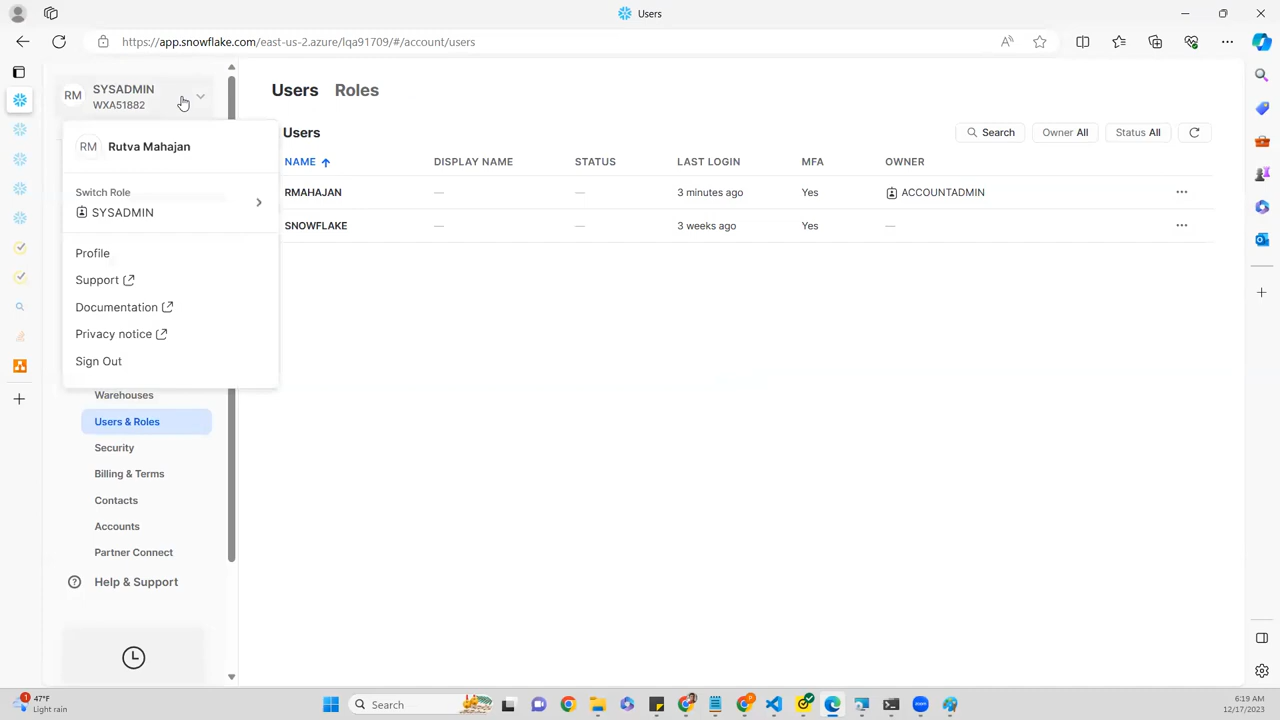 Users
https://app.snowflake.com/east-us-2.azure/lqa91709/#/account/users
RM SYSADMIN
WXA51882
RM Rutva Mahajan
Switch Role
SYSADMIN
Profile
Support
Documentation
Privacy notice
Sign Out
Warehouses
Users & Roles
Security
Billing & Terms
Contacts
Accounts
Partner Connect
Help & Support
Users Roles
Users
Search Owner All Status All
NAME DISPLAY NAME STATUS LAST LOGIN MFA OWNER
RMAHAJAN — — 3 minutes ago Yes ACCOUNTADMIN
SNOWFLAKE — — 3 weeks ago Yes —
1 47°F
Light rain
Search
6:19 AM
12/17/2023